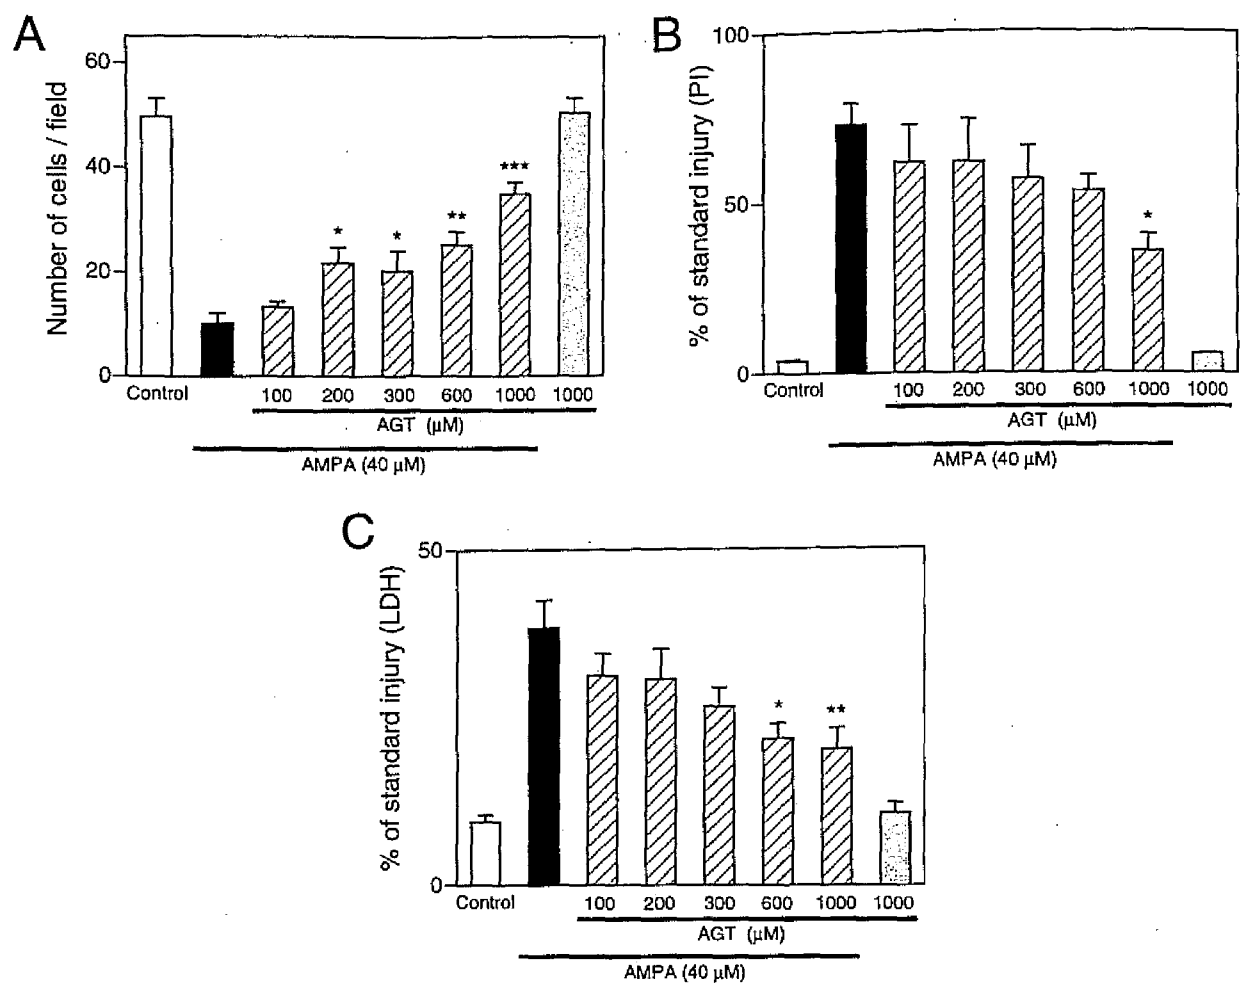 A
Number of cells / field
60
40
20
0
* * ** ***
Control 100 200 300 600 1000 1000
AGT (μM)
AMPA (40 μM)
B
% of standard injury (PI)
100
50
0
*
Control 100 200 300 600 1000 1000
AGT (μM)
AMPA (40 μM)
C
% of standard injury (LDH)
50
0
* **
Control 100 200 300 600 1000 1000
AGT (μM)
AMPA (40 μM)